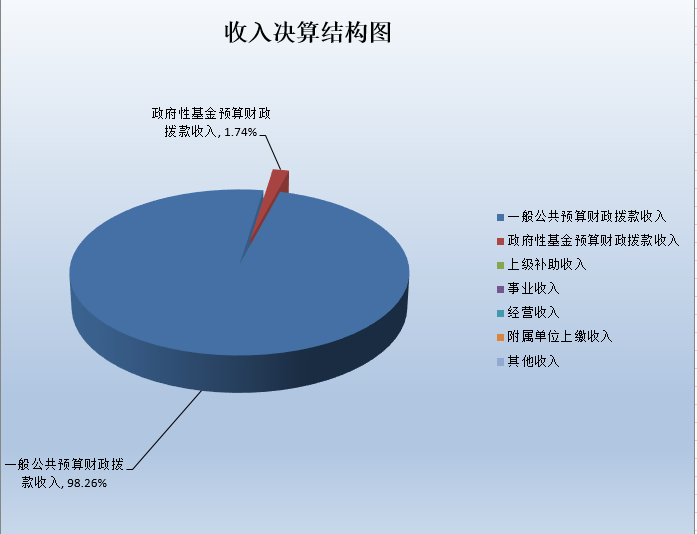 收入决算结构图
政府性基金预算财政
拨款收入, 1.74%
一般公共预算财政拨款收入
政府性基金预算财政拨款收入
上级补助收入
事业收入
经营收入
附属单位上缴收入
其他收入
一般公共预算财政拨
款收入, 98.26%